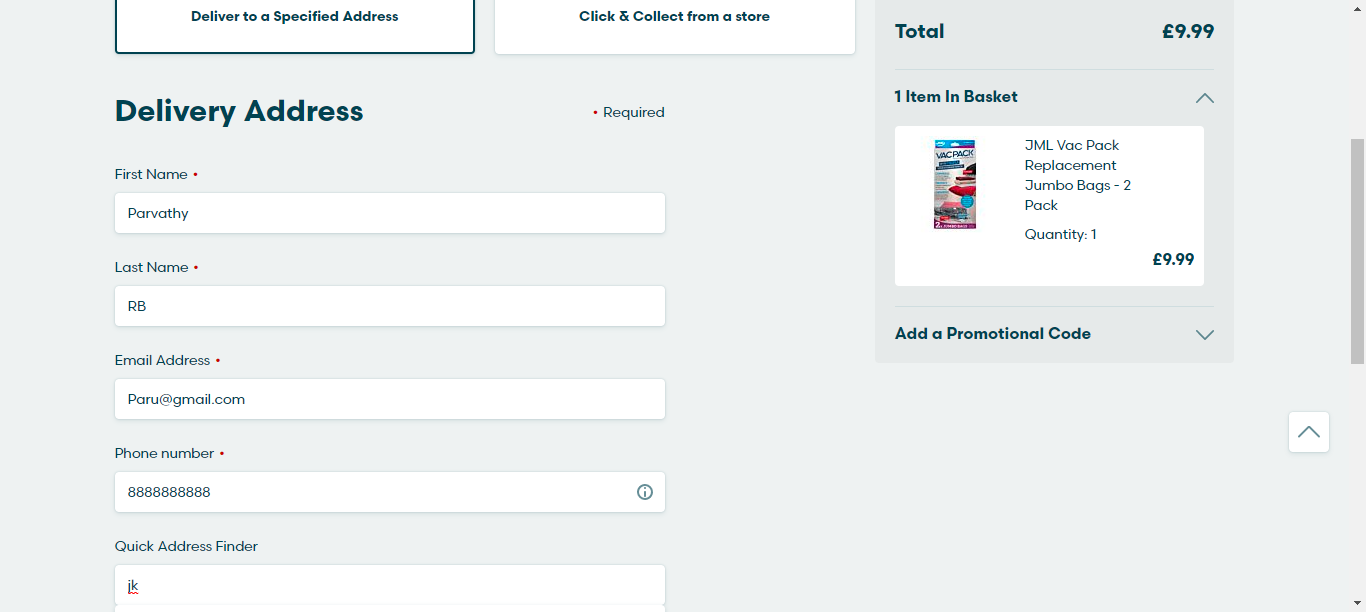 Deliver to a Specified Address
Click & Collect from a store
Delivery Address
• Required
First Name •
Parvathy
Last Name •
RB
Email Address •
Paru@gmail.com
Phone number •
8888888888
Quick Address Finder
jk
Total
£9.99
1 Item In Basket
VACPACK
JML Vac Pack
Replacement
Jumbo Bags - 2
Pack
Quantity: 1
£9.99
Add a Promotional Code